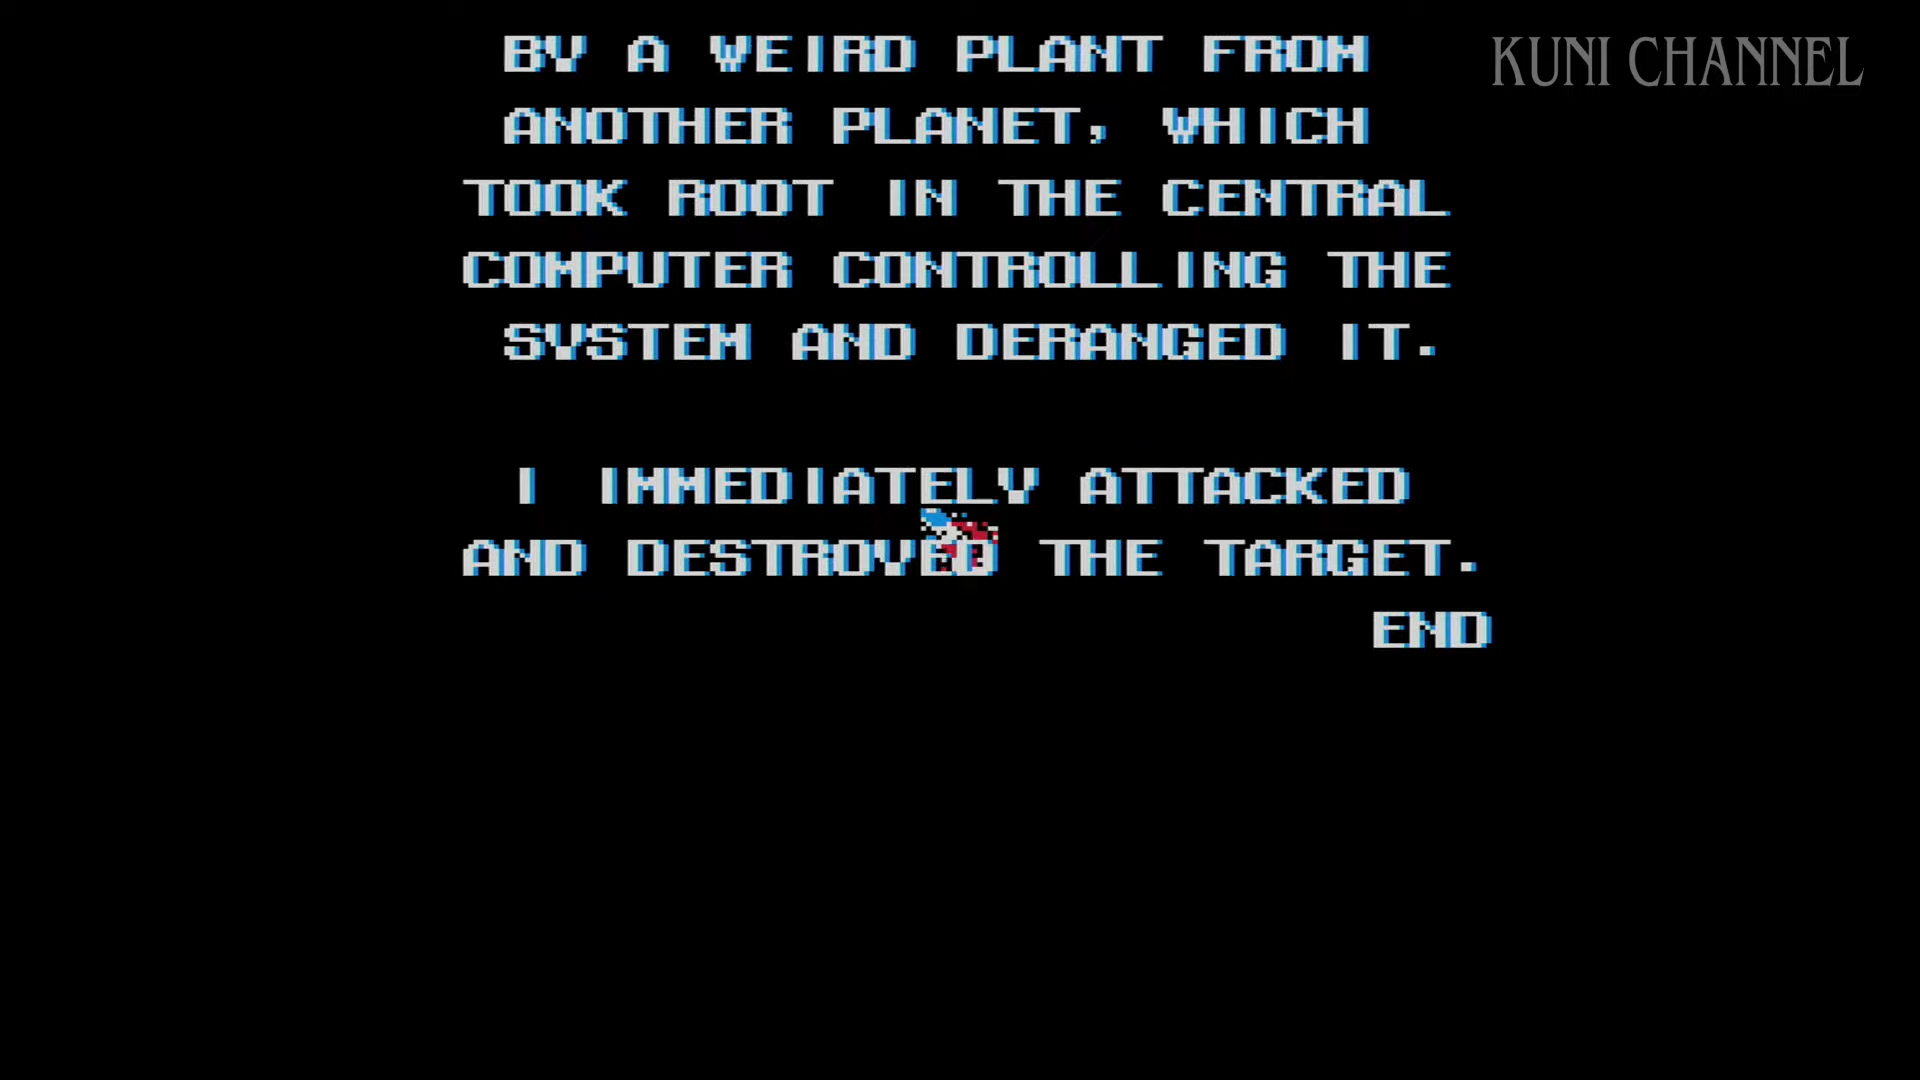 BY A WEIRD PLANT FROM
KUNI CHANNEL
ANOTHER PLANET, WHICH
TOOK ROOT IN THE CENTRAL
COMPUTER CONTROLLING THE
SYSTEM AND DERANGED IT.
I IMMEDIATELY ATTACKED
AND DESTROYED THE TARGET.
END